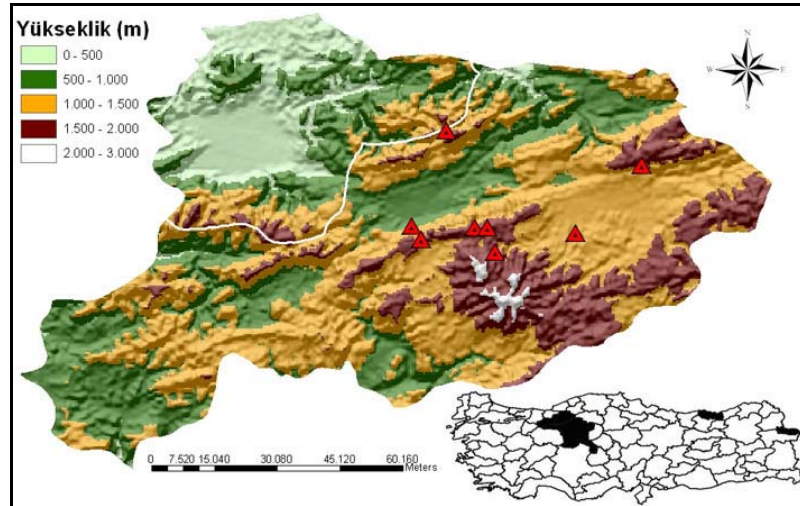 Yükseklik (m)
0 - 500
500 - 1.000
1.000 - 1.500
1.500 - 2.000
2.000 - 3.000
N
W E
S
0 7.520 15.040 30.080 45.120 60.160
Meters